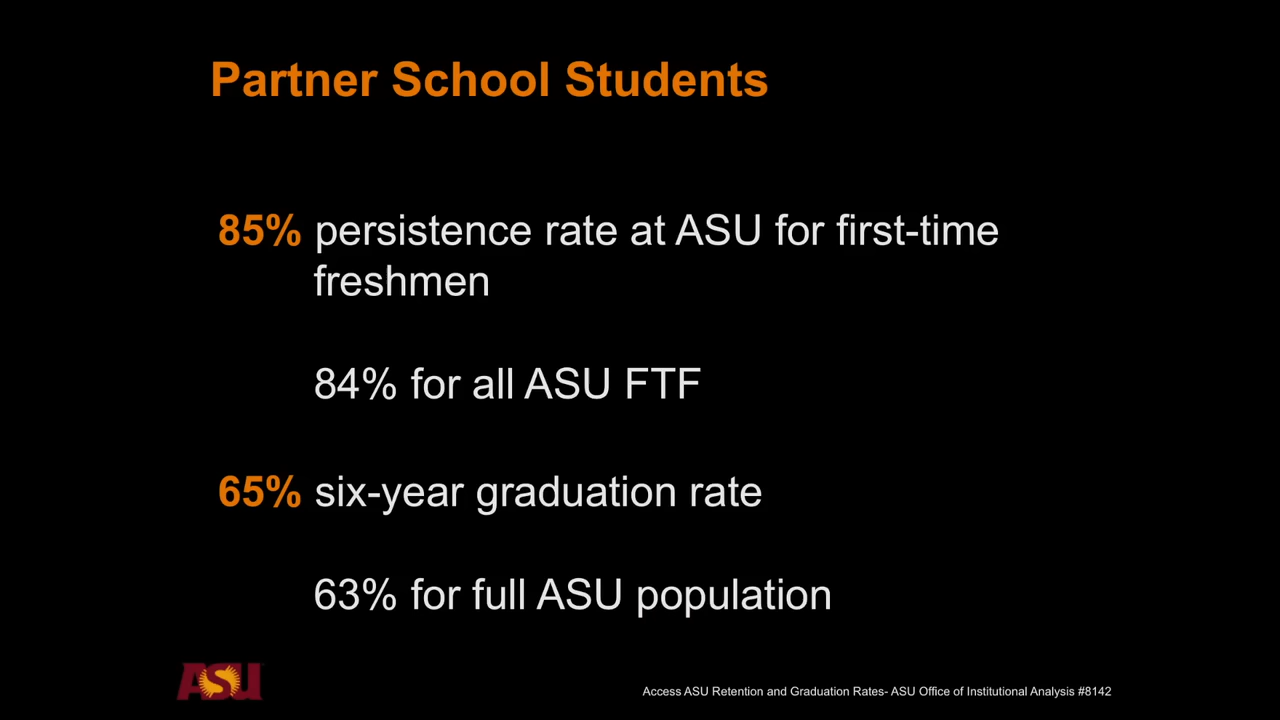 Partner School Students
85% persistence rate at ASU for first-time
freshmen
84% for all ASU FTF
65% six-year graduation rate
63% for full ASU population
ASU
Access ASU Retention and Graduation Rates- ASU Office of Institutional Analysis #8142